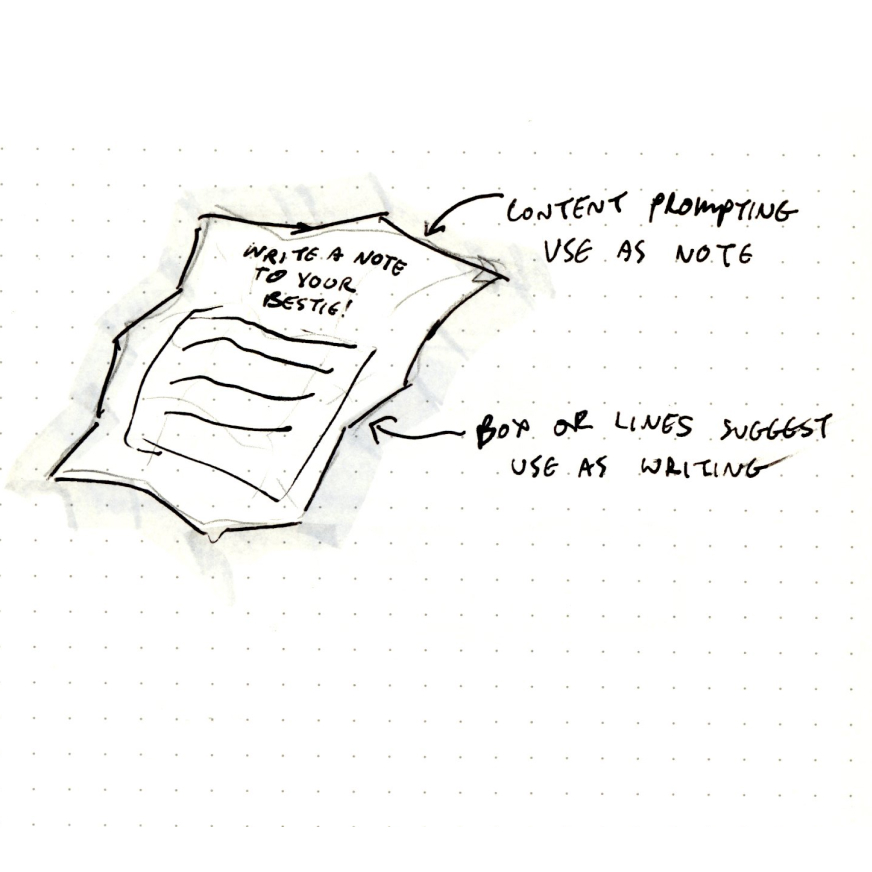 WRITE A NOTE
TO YOUR
BESTIE!
CONTENT PROMPTING
USE AS NOTE
BOX OR LINES SUGGEST
USE AS WRITING